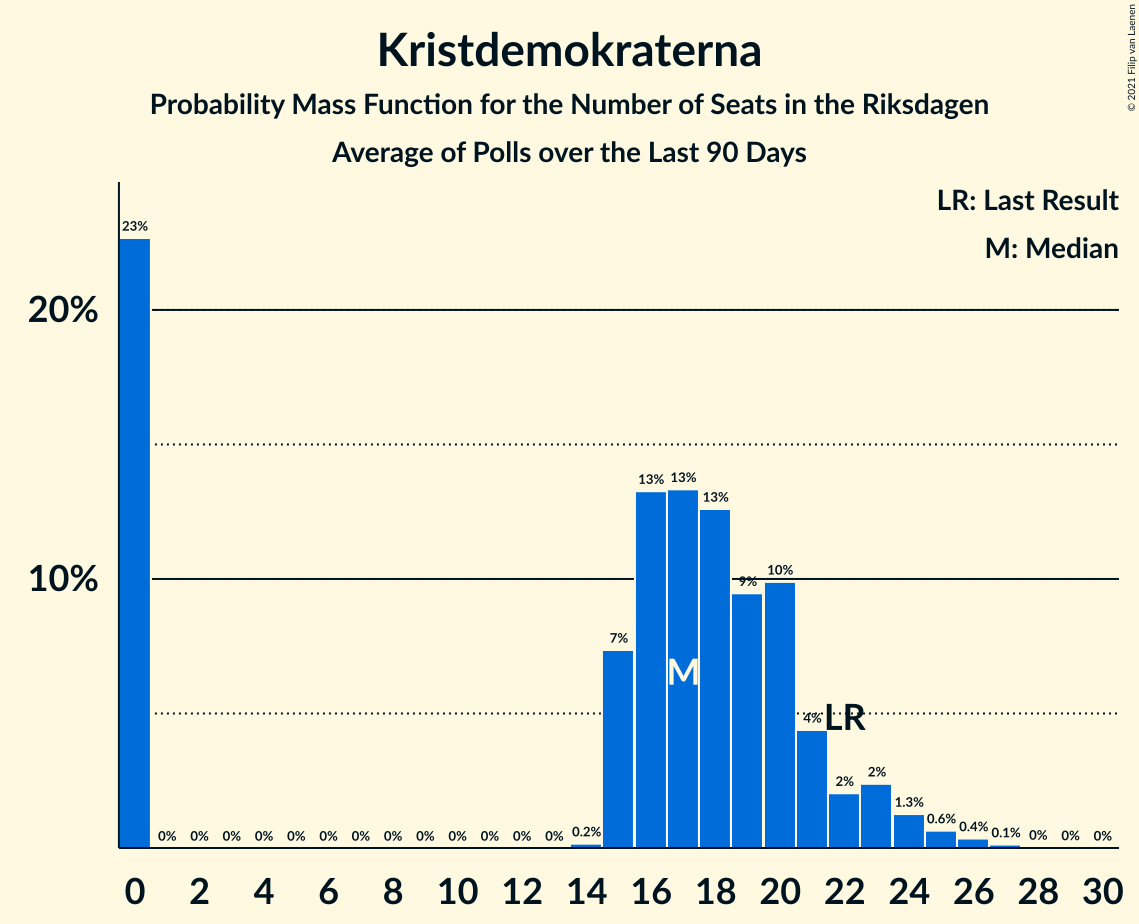 Kristdemokraterna
Probability Mass Function for the Number of Seats in the Riksdagen
Average of Polls over the Last 90 Days
© 2021 Filip van Laenen
LR: Last Result
M: Median
23%
20%
13% 13% 13%
10%
9% 10%
7%
M
4% LR
2% 2%
1.3%
0% 0% 0% 0% 0% 0% 0% 0% 0% 0% 0% 0% 0% 0.2% 0.6% 0.4% 0.1% 0% 0% 0%
0 2 4 6 8 10 12 14 16 18 20 22 24 26 28 30